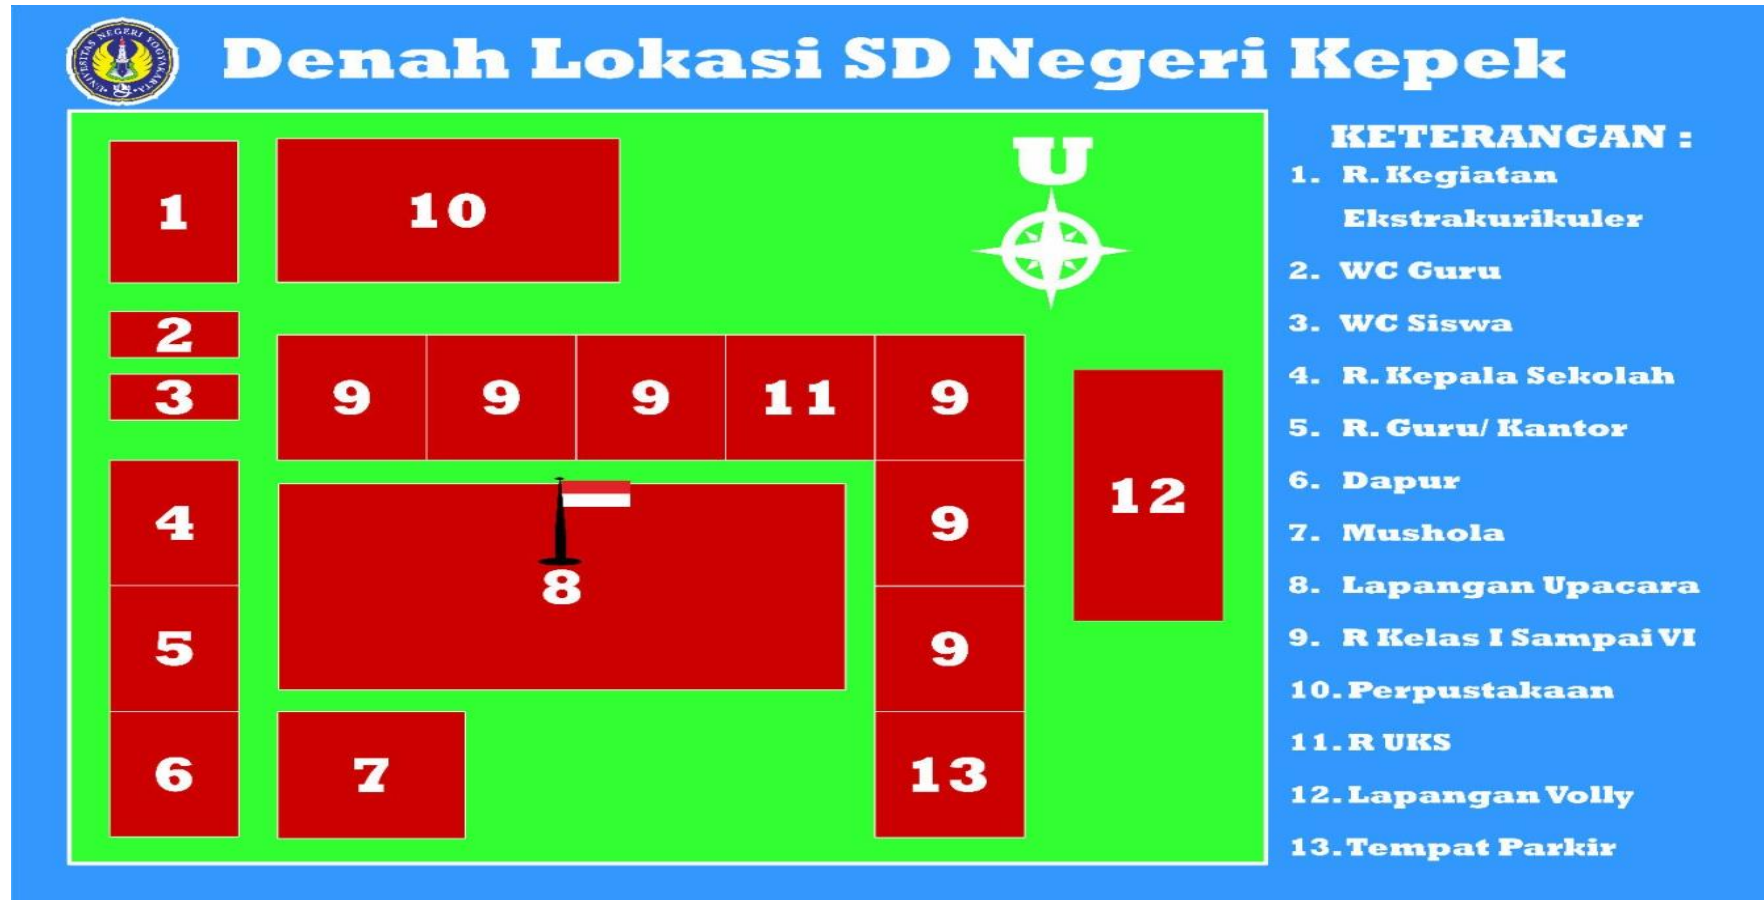 UNIVERSITAS NEGERI YOGYAKARTA
Denah Lokasi SD Negeri Kepek
1
10
U
2
3
9
9
9
11
9
4
8
9
12
5
9
6
7
13
KETERANGAN :
1. R. Kegiatan
Ekstrakurikuler
2. WC Guru
3. WC Siswa
4. R. Kepala Sekolah
5. R. Guru/ Kantor
6. Dapur
7. Mushola
8. Lapangan Upacara
9. R Kelas I Sampai VI
10. Perpustakaan
11. R UKS
12. Lapangan Volly
13. Tempat Parkir